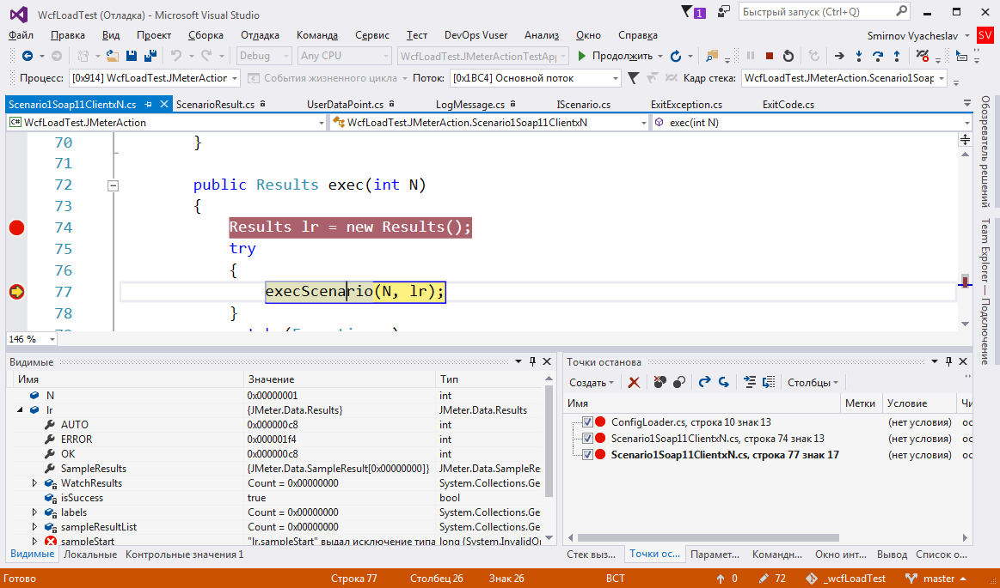 WcfLoadTest (Отладка) - Microsoft Visual Studio
1
Быстрый запуск (Ctrl+Q)
Файл Правка Вид Проект Сборка Отладка Команда Сервис Тест DevOps Vuser Анализ Окно Справка
Smirnov Vyacheslav
SV
Debug Any CPU WcfLoadTest.JMeterActionTestApp Продолжить
Процесс: [0x914] WcfLoadTest.JMeterAction События жизненного цикла Поток: [0x1BC4] Основной поток Кадр стека: WcfLoadTest.JMeterAction.Scenario1Soap
Scenario1Soap11ClientxN.cs ScenarioResult.cs UserDataPoint.cs LogMessage.cs IScenario.cs ExitException.cs ExitCode.cs
C# WcfLoadTest.JMeterAction WcfLoadTest.JMeterAction.Scenario1Soap11ClientxN exec(int N)
70 }
71
72 public Results exec(int N)
73 {
74 Results lr = new Results();
75 try
76 {
77 execScenario(N, lr);
78 }
146 %
Обозреватель решений
Team Explorer — Подключение
Видимые
Имя Значение Тип
N 0x00000001 int
lr {JMeter.Data.Results} JMeter.Data.Results
AUTO 0x000000c8 int
ERROR 0x000001f4 int
OK 0x000000c8 int
SampleResults {JMeter.Data.SampleResult[0x00000000]} JMeter.Data.SampleRe
WatchResults Count = 0x00000000 System.Collections.Ge
isSuccess true bool
labels Count = 0x00000000 System.Collections.Ge
sampleResultList Count = 0x00000000 System.Collections.Ge
sampleStart "lr.sampleStart" выдал исключение типа long {System.InvalidO
Видимые Локальные Контрольные значения 1
Точки останова
Создать Столбцы
Имя Метки Условие Чи
ConfigLoader.cs, строка 10 знак 13 (нет условия) ос
Scenario1Soap11ClientxN.cs, строка 74 знак 13 (нет условия) ос
Scenario1Soap11ClientxN.cs, строка 77 знак 17 (нет условия) ос
Стек выз... Точки ос... Парамет... Командн... Окно инт... Вывод Список о...
Готово Строка 77 Столбец 26 Знак 26 ВСТ 0 72 _wcfLoadTest master